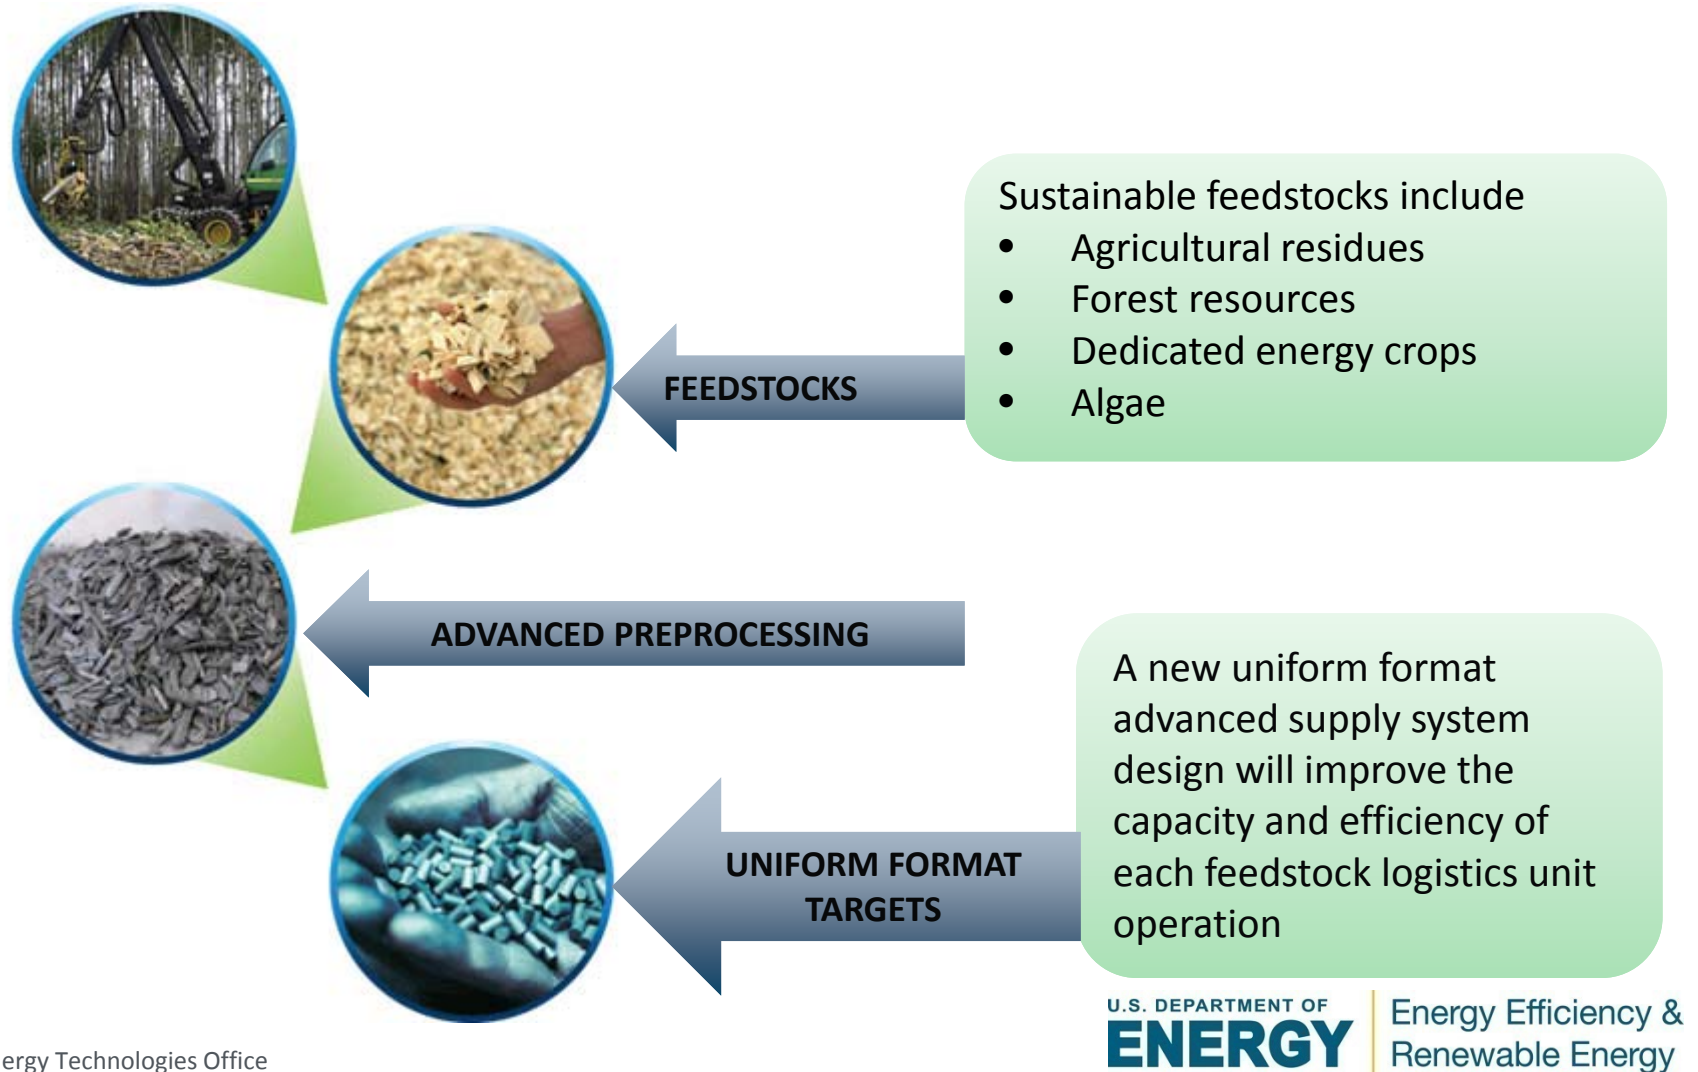 Sustainable feedstocks include
• Agricultural residues
• Forest resources
• Dedicated energy crops
• Algae
FEEDSTOCKS
ADVANCED PREPROCESSING
A new uniform format
advanced supply system
design will improve the
capacity and efficiency of
each feedstock logistics unit
operation
UNIFORM FORMAT
TARGETS
U.S. DEPARTMENT OF
ENERGY
Energy Efficiency &
Renewable Energy
ergy Technologies Office